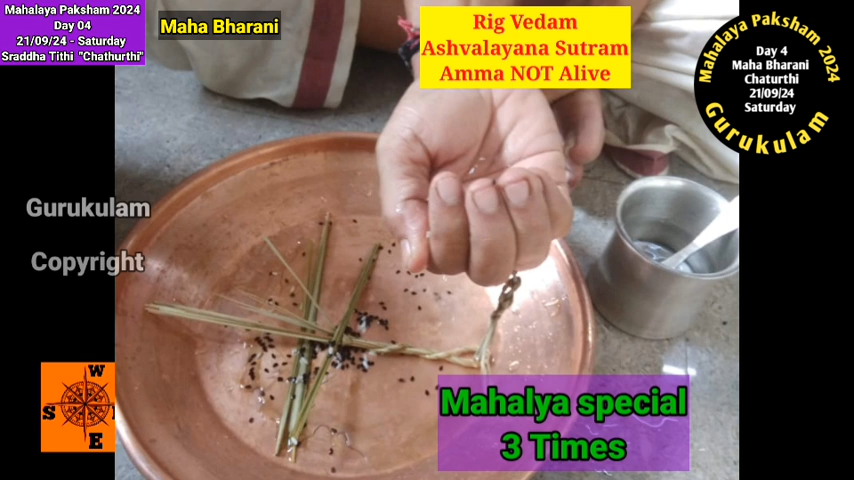 Mahalaya Paksham 2024
Day 04
21/09/24 - Saturday
Sraddha Tithi "Chathurthi"
Maha Bharani
Rig Vedam
Ashvalayana Sutram
Amma NOT Alive
Mahalaya Paksham 2024
Day 4
Maha Bharani
Chaturthi
21/09/24
Saturday
Gurukulam
Gurukulam
Copyright
W
S
E
Mahalya special
3 Times